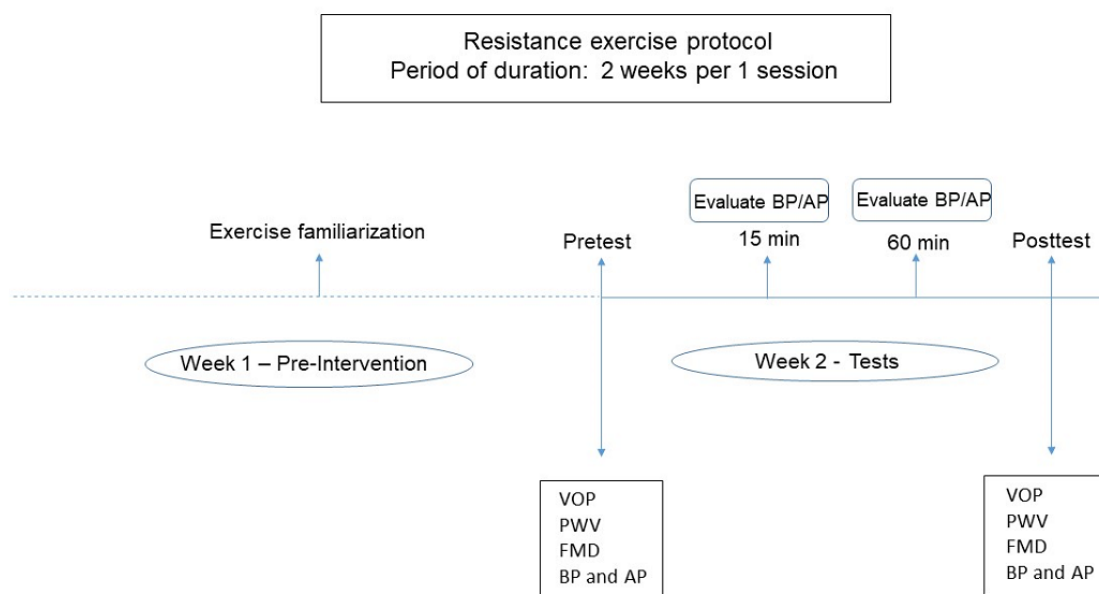 Resistance exercise protocol
Period of duration: 2 weeks per 1 session
Evaluate BP/AP
Evaluate BP/AP
Exercise familiarization
Pretest
15 min
60 min
Posttest
Week 1 – Pre-Intervention
Week 2 - Tests
VOP
PWV
FMD
BP and AP
VOP
PWV
FMD
BP and AP